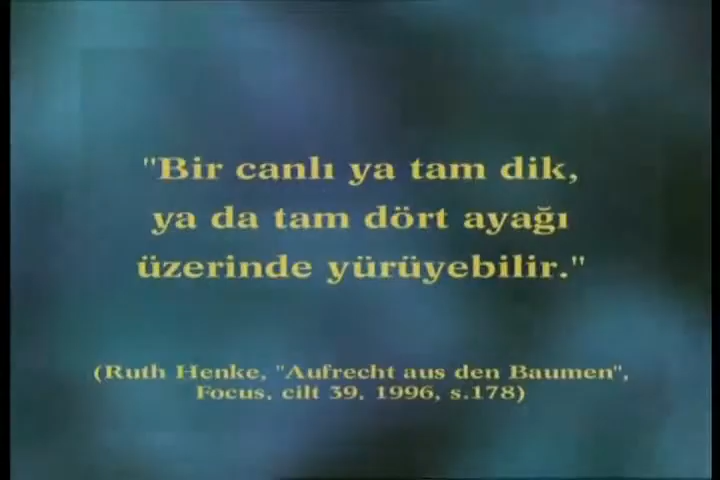 "Bir canlı ya tam dik,
ya da tam dört ayağı
üzerinde yürüyebilir."
(Ruth Henke, "Aufrecht aus den Baumen",
Focus, cilt 39, 1996, s.178)